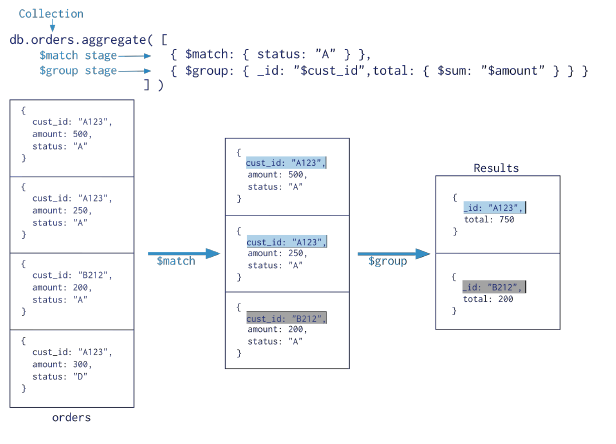 Collection
db.orders.aggregate( [
$match stage { $match: { status: "A" } },
$group stage { $group: { _id: "$cust_id",total: { $sum: "$amount" } } }
] )
{
cust_id: "A123",
amount: 500,
status: "A"
}
{
cust_id: "A123",
amount: 250,
status: "A"
}
{
cust_id: "B212",
amount: 200,
status: "A"
}
{
cust_id: "A123",
amount: 300,
status: "D"
}
orders
$match
{
cust_id: "A123",
amount: 500,
status: "A"
}
{
cust_id: "A123",
amount: 250,
status: "A"
}
{
cust_id: "B212",
amount: 200,
status: "A"
}
$group
Results
{
_id: "A123",
total: 750
}
{
_id: "B212",
total: 200
}